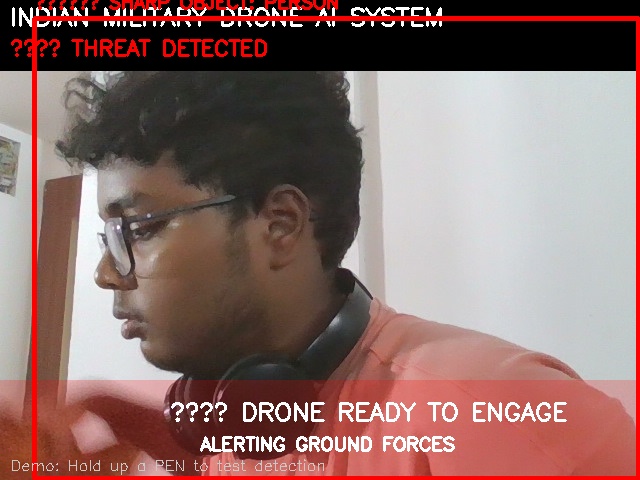 ?????? SHARP OBJECT: PERSON
INDIAN MILITARY DRONE AI SYSTEM
???? THREAT DETECTED
???? DRONE READY TO ENGAGE
ALERTING GROUND FORCES
Demo: Hold up a PEN to test detection